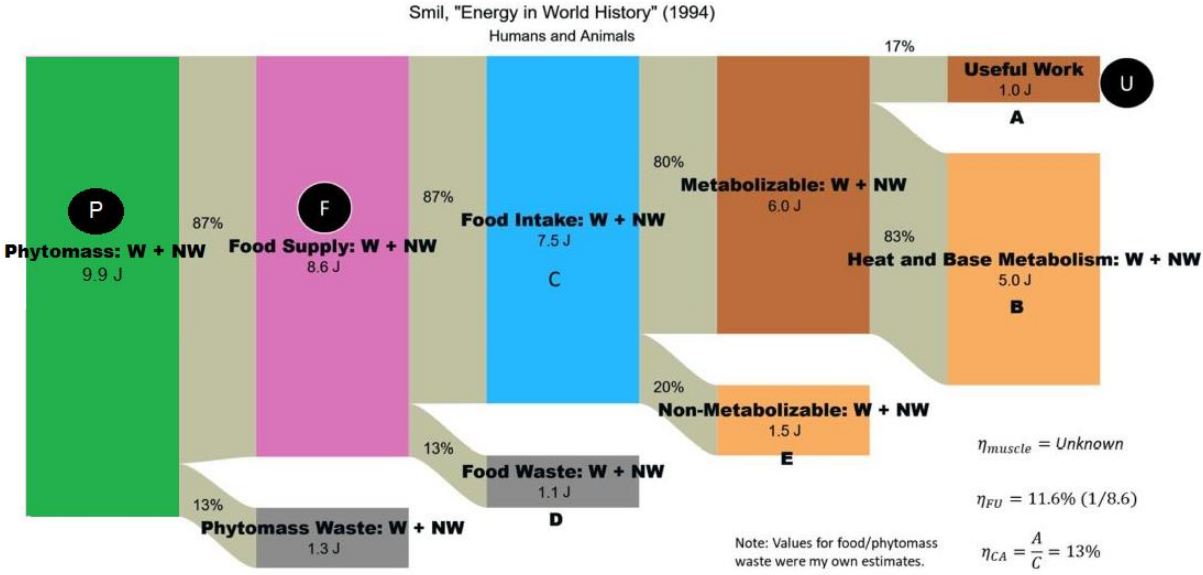 Smil, "Energy in World History" (1994)
Humans and Animals
P
Phytomass: W + NW
9.9 J
87%
13%
F
Food Supply: W + NW
8.6 J
Phytomass Waste: W + NW
1.3 J
87%
13%
Food Intake: W + NW
7.5 J
C
Food Waste: W + NW
1.1 J
D
80%
20%
Metabolizable: W + NW
6.0 J
Non-Metabolizable: W + NW
1.5 J
E
17%
83%
Useful Work
1.0 J
A
U
Heat and Base Metabolism: W + NW
5.0 J
B
Note: Values for food/phytomass
waste were my own estimates.
η_muscle = Unknown
η_FU = 11.6% (1/8.6)
η_CA = A/C = 13%